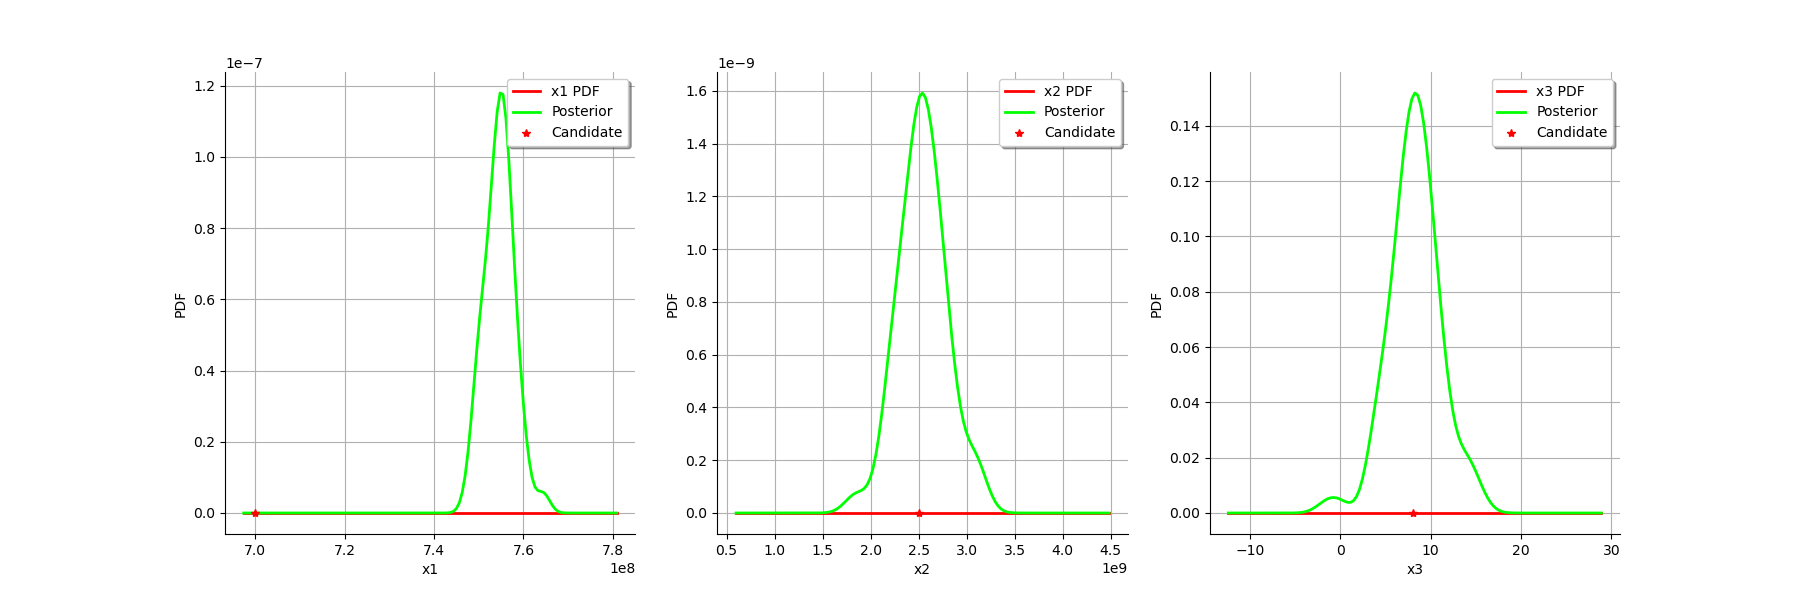 1e−7
1.2
1.0
0.8
0.6
0.4
0.2
0.0
PDF
7.0 7.2 7.4 7.6 7.8
x1
1e8
x1 PDF
Posterior
Candidate
1e−9
1.6
1.4
1.2
1.0
0.8
0.6
0.4
0.2
0.0
PDF
0.5 1.0 1.5 2.0 2.5 3.0 3.5 4.0 4.5
x2
1e9
x2 PDF
Posterior
Candidate
0.14
0.12
0.10
0.08
0.06
0.04
0.02
0.00
PDF
−10 0 10 20 30
x3
x3 PDF
Posterior
Candidate